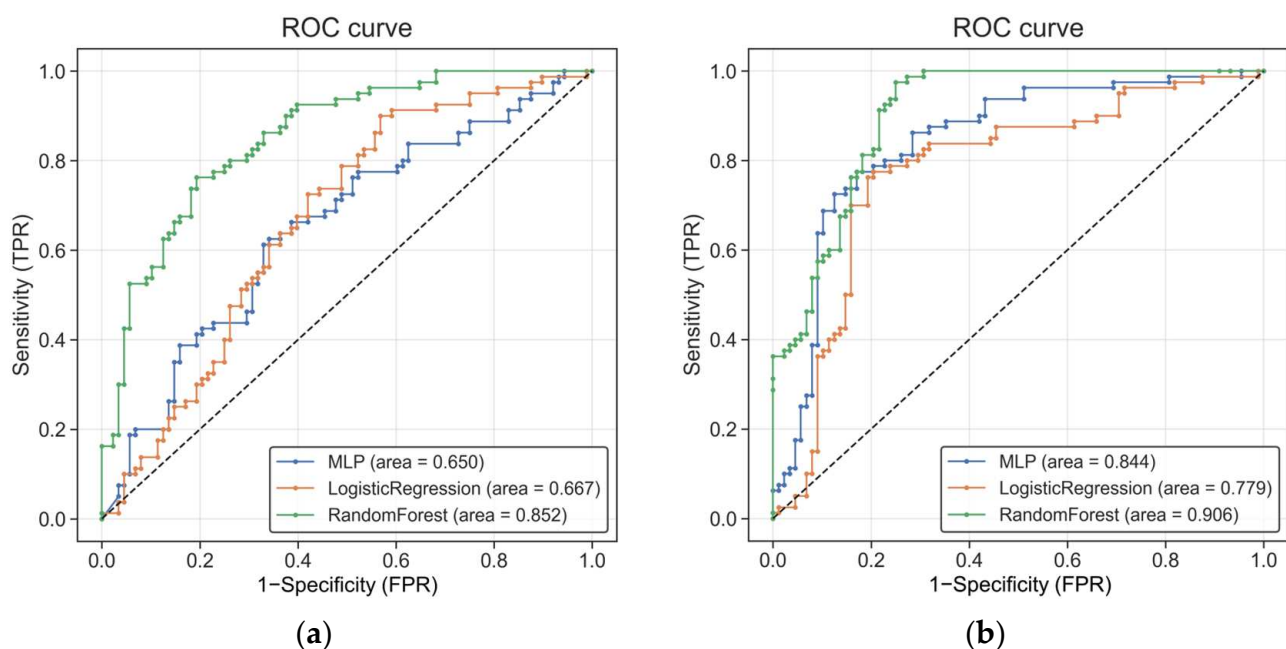 ROC curve
1.0
0.8
0.6
0.4
0.2
0.0
Sensitivity (TPR)
MLP (area = 0.650)
LogisticRegression (area = 0.667)
RandomForest (area = 0.852)
0.0 0.2 0.4 0.6 0.8 1.0
1−Specificity (FPR)
(a)
ROC curve
1.0
0.8
0.6
0.4
0.2
0.0
Sensitivity (TPR)
MLP (area = 0.844)
LogisticRegression (area = 0.779)
RandomForest (area = 0.906)
0.0 0.2 0.4 0.6 0.8 1.0
1−Specificity (FPR)
(b)